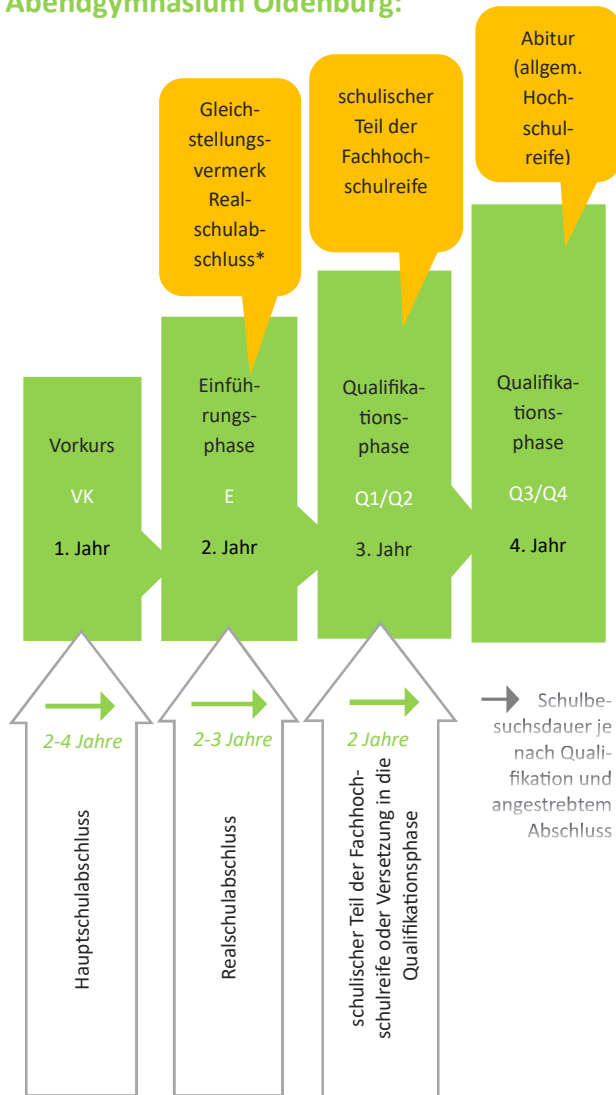 Abendgymnasium Oldenburg:
Gleich-
stellungs-
vermerk
Real-
schulab-
schluss*
schulischer
Teil der
Fachhoch-
schulreife
Abitur
(allgem.
Hoch-
schul-
reife)
Vorkurs
VK
1. Jahr
Einfüh-
rungs-
phase
E
2. Jahr
Qualifika-
tions-
phase
Q1/Q2
3. Jahr
Qualifika-
tions-
phase
Q3/Q4
4. Jahr
2-4 Jahre
Hauptschulabschluss
2-3 Jahre
Realschulabschluss
2 Jahre
schulischer Teil der Fachhoch-
schulreife oder Versetzung in die
Qualifikationsphase
Schulbe-
suchsdauer je
nach Quali-
fikation und
angestrebtem
Abschluss